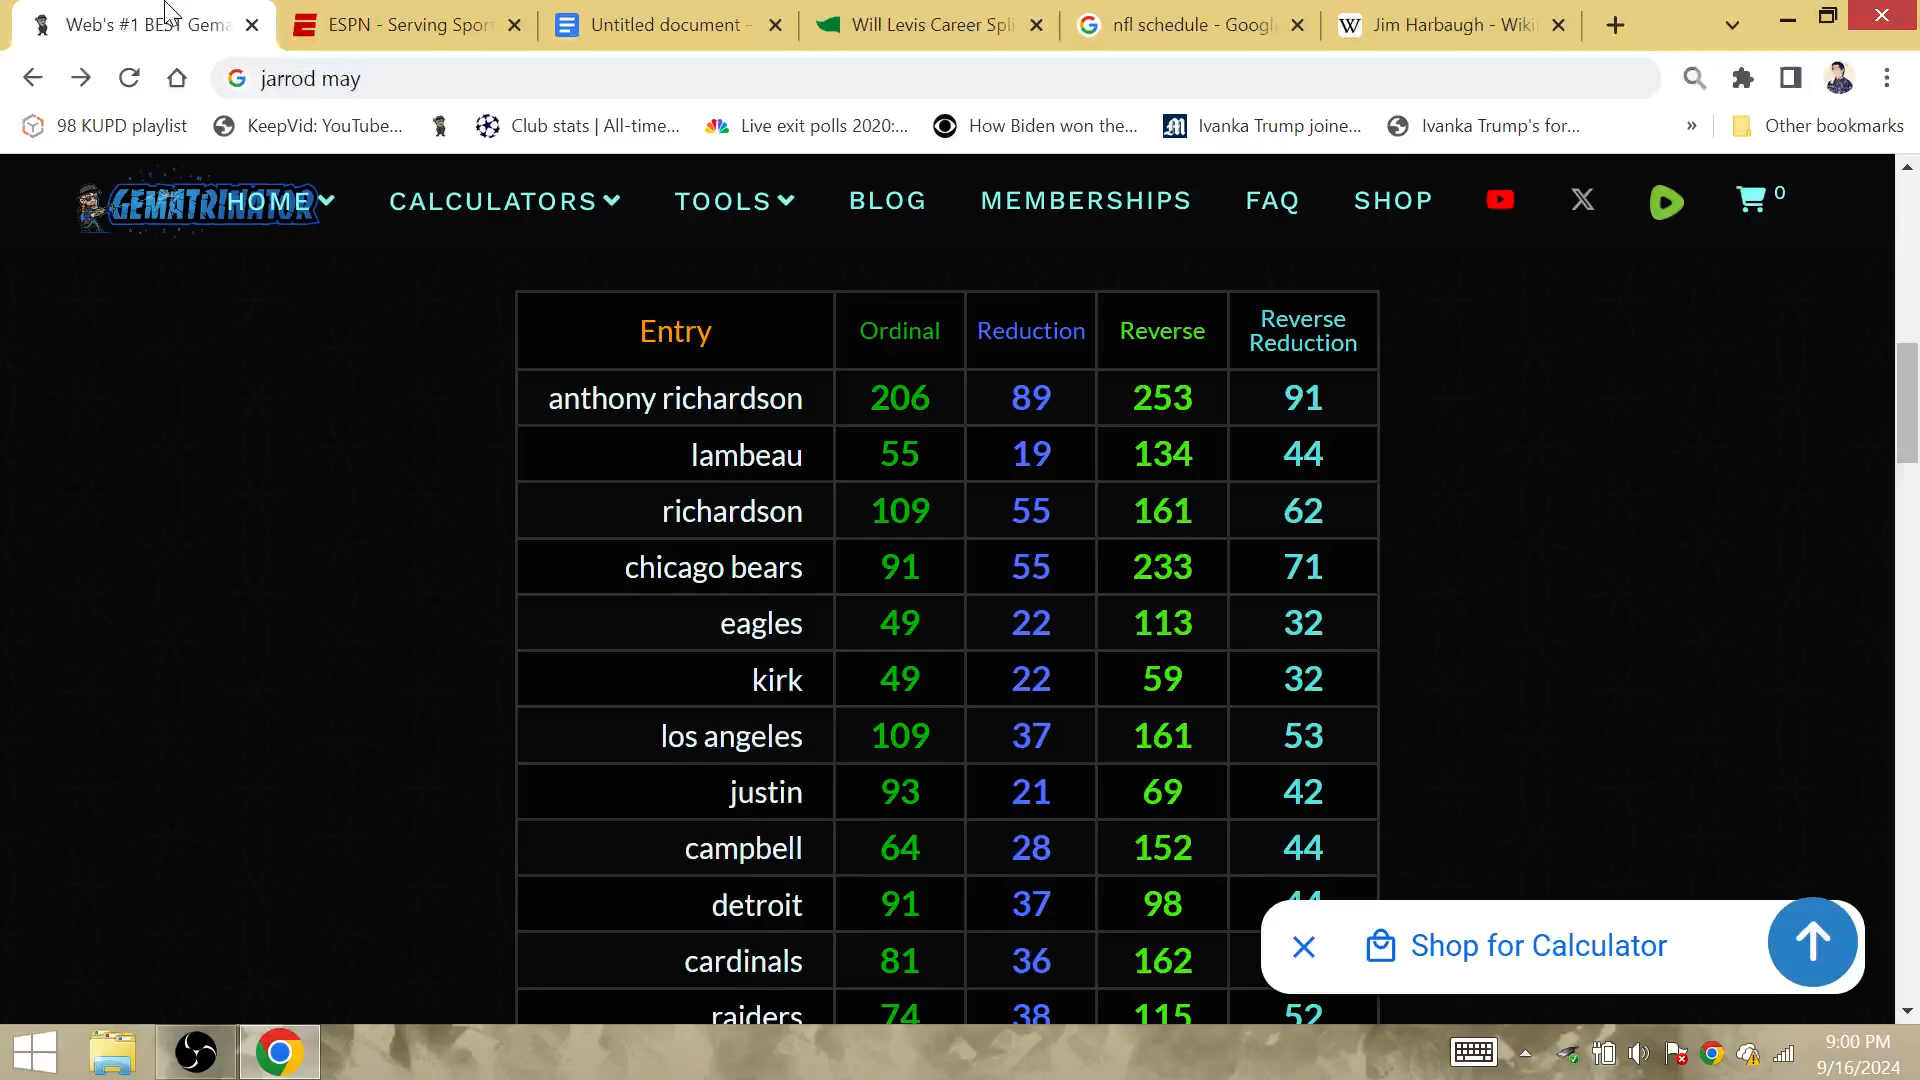 Web's #1 BEST Gema
ESPN - Serving Spor
Untitled document -
Will Levis Career Spli
nfl schedule - Googl
Jim Harbaugh - Wiki
jarrod may
98 KUPD playlist
KeepVid: YouTube...
Club stats | All-time...
Live exit polls 2020:...
How Biden won the...
Ivanka Trump joine...
Ivanka Trump's for...
»
Other bookmarks
GEMATRINATOR
HOME
CALCULATORS
TOOLS
BLOG
MEMBERSHIPS
FAQ
SHOP
0
Entry Ordinal Reduction Reverse Reverse Reduction
anthony richardson 206 89 253 91
lambeau 55 19 134 44
richardson 109 55 161 62
chicago bears 91 55 233 71
eagles 49 22 113 32
kirk 49 22 59 32
los angeles 109 37 161 53
justin 93 21 69 42
campbell 64 28 152 44
detroit 91 37 98 44
cardinals 81 36 162
raiders 74 38 115 52
Shop for Calculator
9:00 PM
9/16/2024